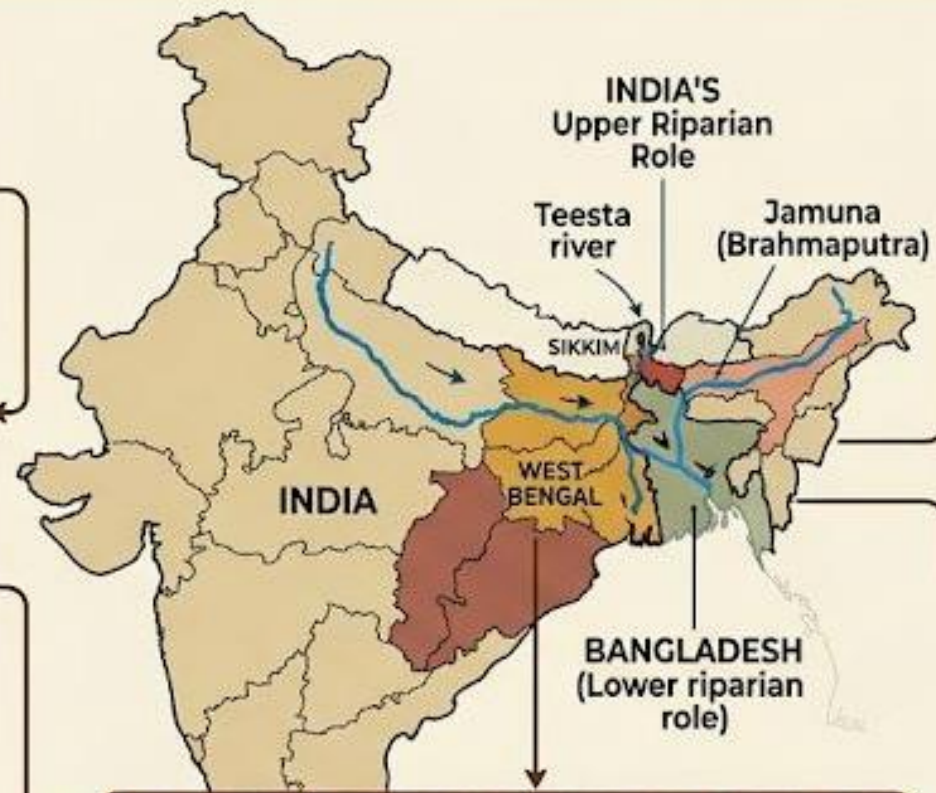 INDIA'S
Upper Riparian
Role
Teesta
river
Jamuna
(Brahmaputra)
SIKKIM
WEST
BENGAL
INDIA
BANGLADESH
(Lower riparian
role)